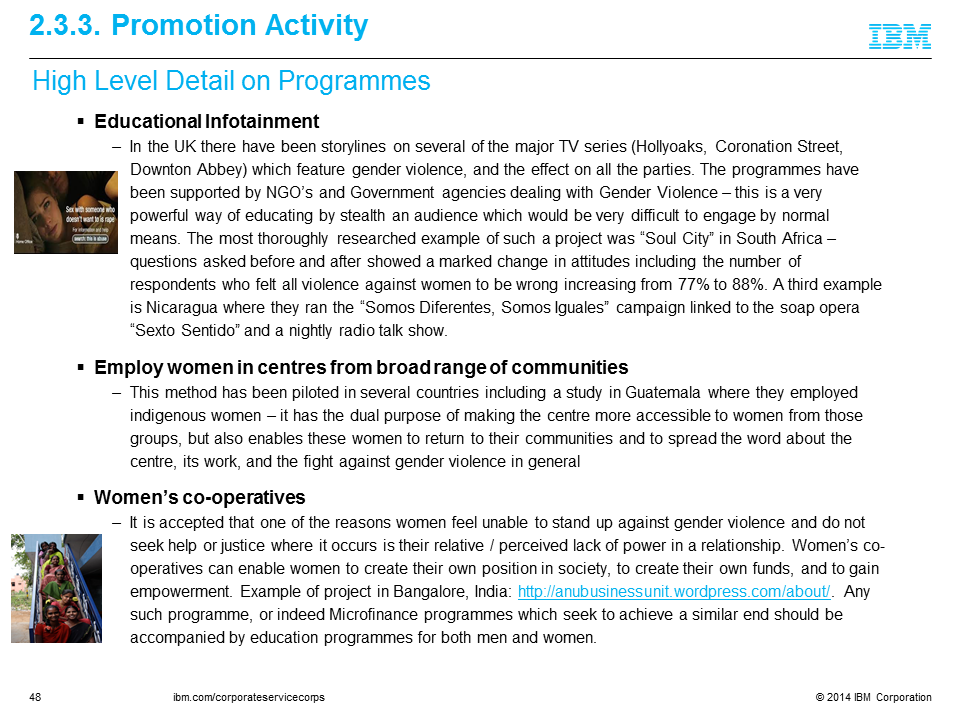 2.3.3. Promotion Activity
IBM
High Level Detail on Programmes
▪ Educational Infotainment
– In the UK there have been storylines on several of the major TV series (Hollyoaks, Coronation Street,
Downton Abbey) which feature gender violence, and the effect on all the parties. The programmes have
been supported by NGO’s and Government agencies dealing with Gender Violence – this is a very
powerful way of educating by stealth an audience which would be very difficult to engage by normal
means. The most thoroughly researched example of such a project was “Soul City” in South Africa –
questions asked before and after showed a marked change in attitudes including the number of
respondents who felt all violence against women to be wrong increasing from 77% to 88%. A third example
is Nicaragua where they ran the “Somos Diferentes, Somos Iguales” campaign linked to the soap opera
“Sexto Sentido” and a nightly radio talk show.
Sex with someone who
doesn't want to is rape
For information and help
search: this is abuse
Home Office
▪ Employ women in centres from broad range of communities
– This method has been piloted in several countries including a study in Guatemala where they employed
indigenous women – it has the dual purpose of making the centre more accessible to women from those
groups, but also enables these women to return to their communities and to spread the word about the
centre, its work, and the fight against gender violence in general
▪ Women’s co-operatives
– It is accepted that one of the reasons women feel unable to stand up against gender violence and do not
seek help or justice where it occurs is their relative / perceived lack of power in a relationship. Women’s co-
operatives can enable women to create their own position in society, to create their own funds, and to gain
empowerment. Example of project in Bangalore, India: http://anubusinessunit.wordpress.com/about/. Any
such programme, or indeed Microfinance programmes which seek to achieve a similar end should be
accompanied by education programmes for both men and women.
48
ibm.com/corporateservicecorps
© 2014 IBM Corporation